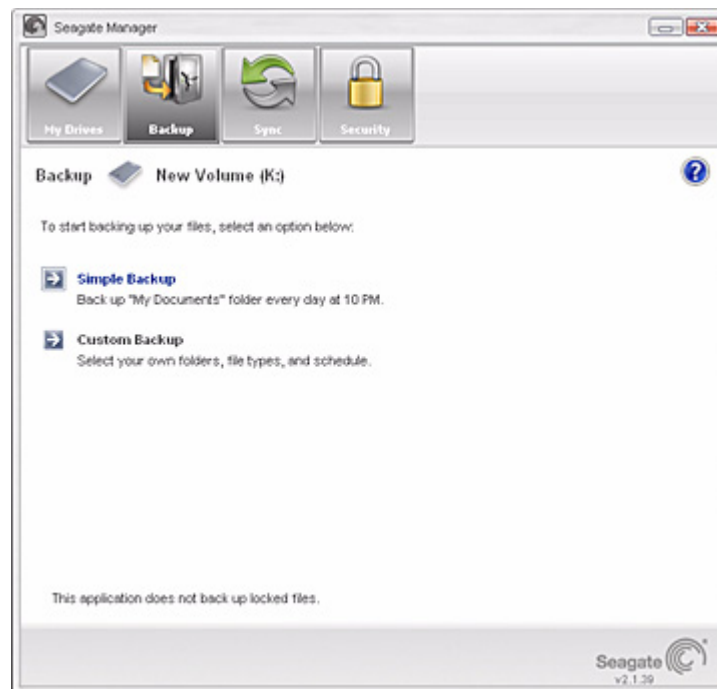 Seagate Manager
My Drives Backup Sync Security
Backup New Volume (K:)
To start backing up your files, select an option below:
Simple Backup
Back up "My Documents" folder every day at 10 PM.
Custom Backup
Select your own folders, file types, and schedule.
This application does not back up locked files.
Seagate
v2.1.39